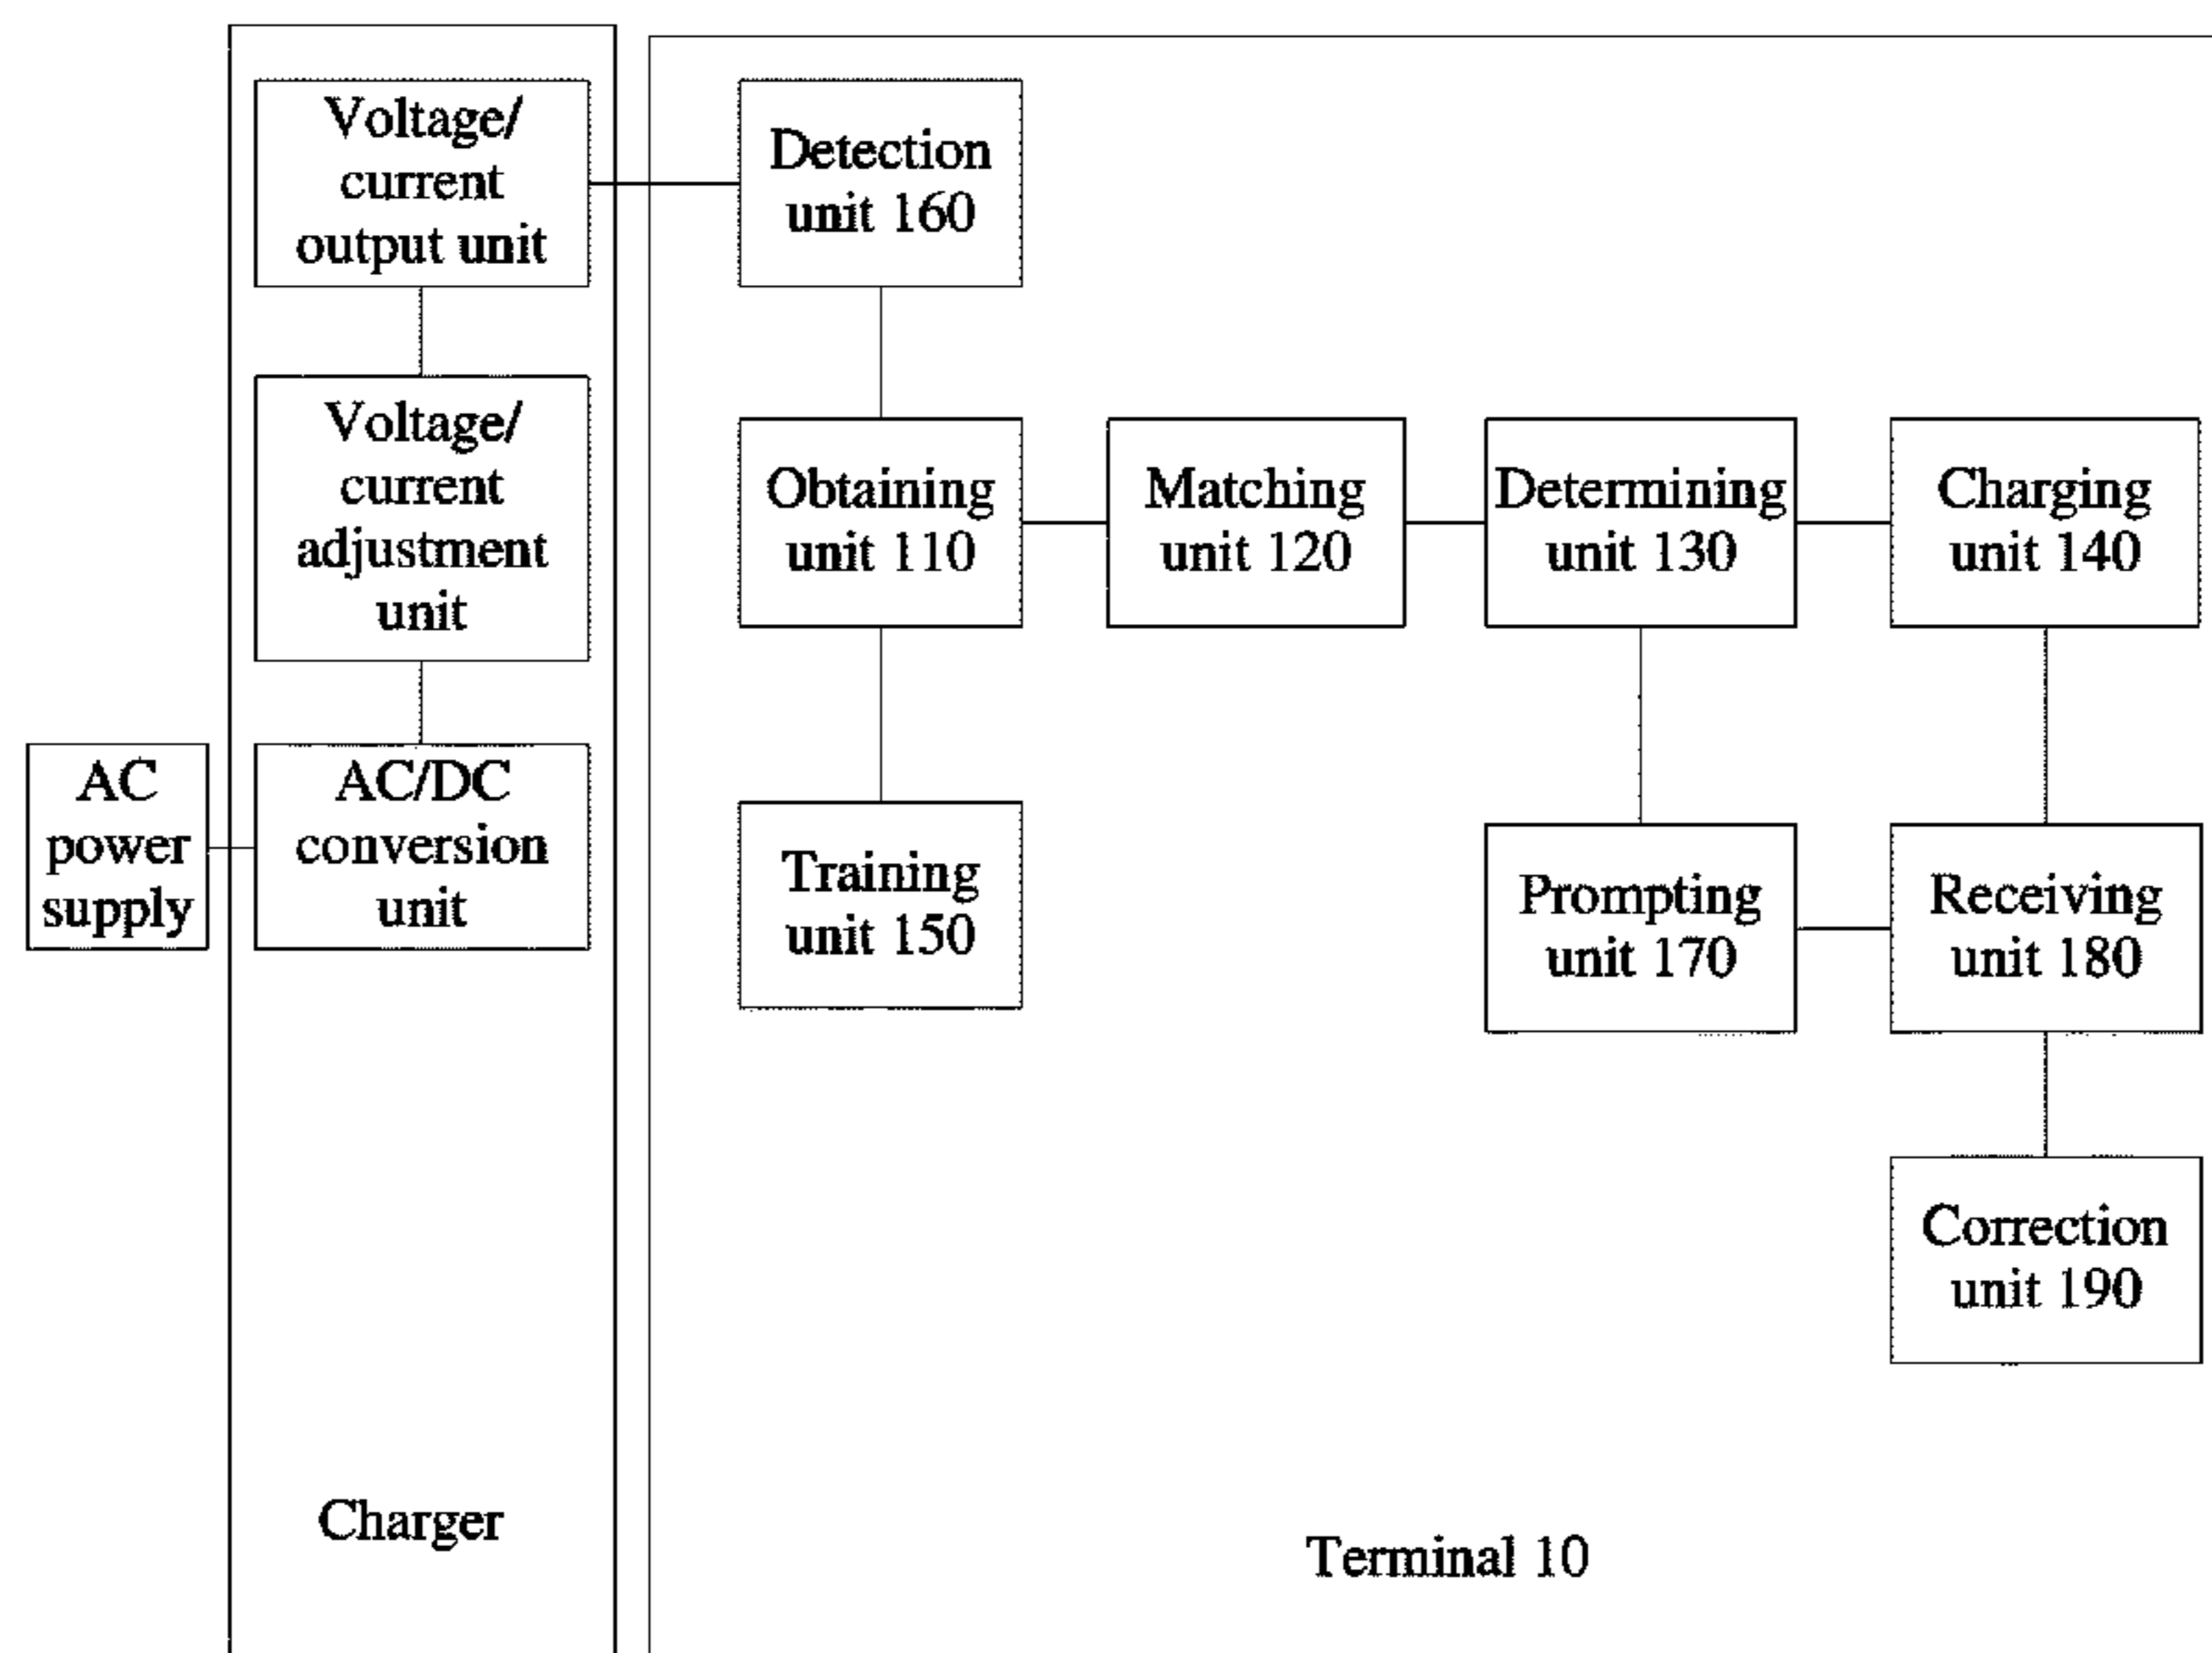 Voltage/
current
output unit
Voltage/
current
adjustment
unit
AC
power
supply
AC/DC
conversion
unit
Charger
Detection
unit 160
Obtaining
unit 110
Matching
unit 120
Determining
unit 130
Charging
unit 140
Training
unit 150
Prompting
unit 170
Receiving
unit 180
Correction
unit 190
Terminal 10